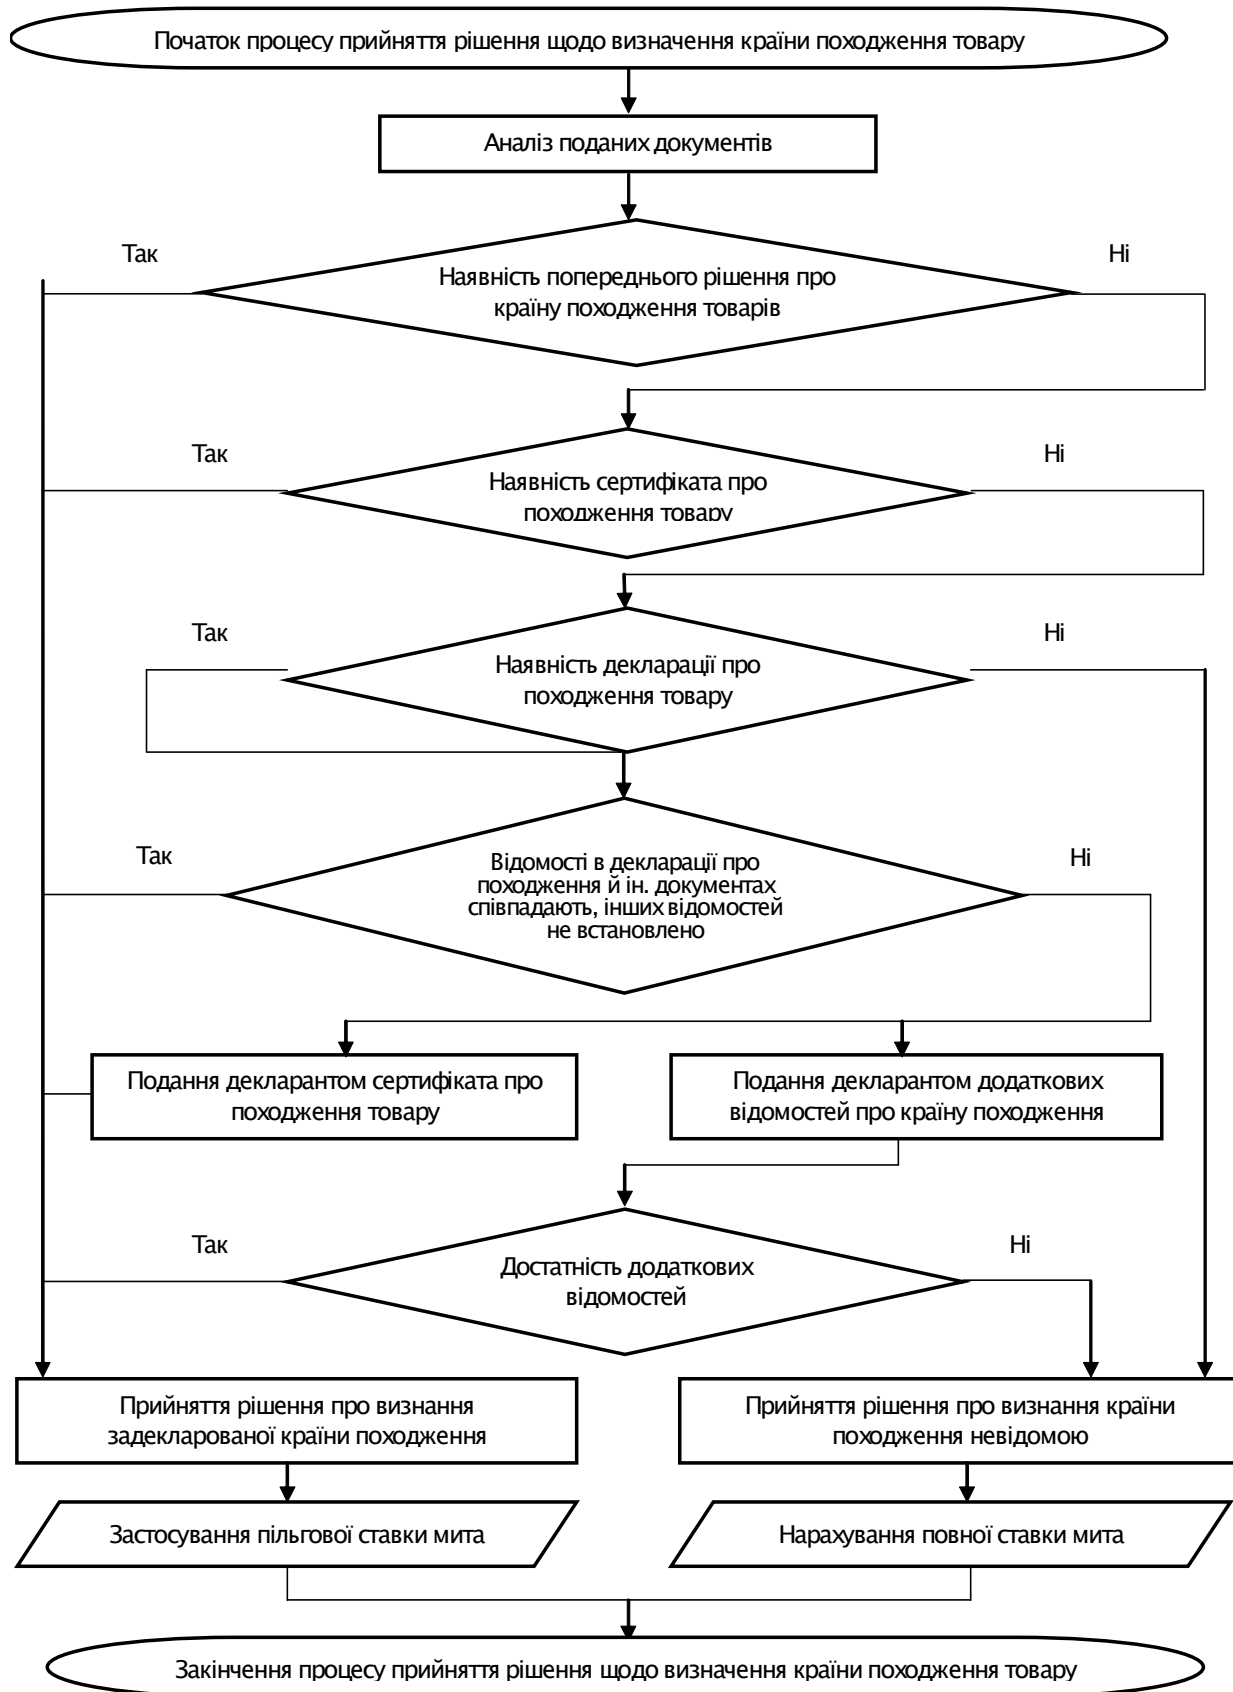 Початок процесу прийняття рішення щодо визначення країни походження товару
Аналіз поданих документів
Так
Ні
Наявність попереднього рішення про
країну походження товарів
Так
Ні
Наявність сертифіката про
походження товару
Так
Ні
Наявність декларації про
походження товару
Так
Ні
Відомості в декларації про
походження й ін. документах
співпадають, інших відомостей
не встановлено
Подання декларантом сертифіката про
походження товару
Подання декларантом додаткових
відомостей про країну походження
Так
Ні
Достатність додаткових
відомостей
Прийняття рішення про визнання
задекларованої країни походження
Прийняття рішення про визнання країни
походження невідомою
Застосування пільгової ставки мита
Нарахування повної ставки мита
Закінчення процесу прийняття рішення щодо визначення країни походження товару